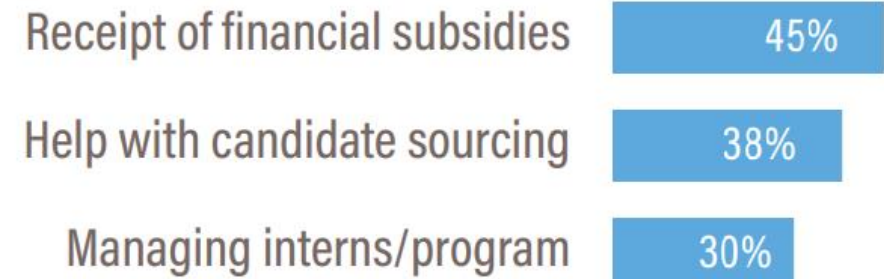 Receipt of financial subsidies 45%
Help with candidate sourcing 38%
Managing interns/program 30%